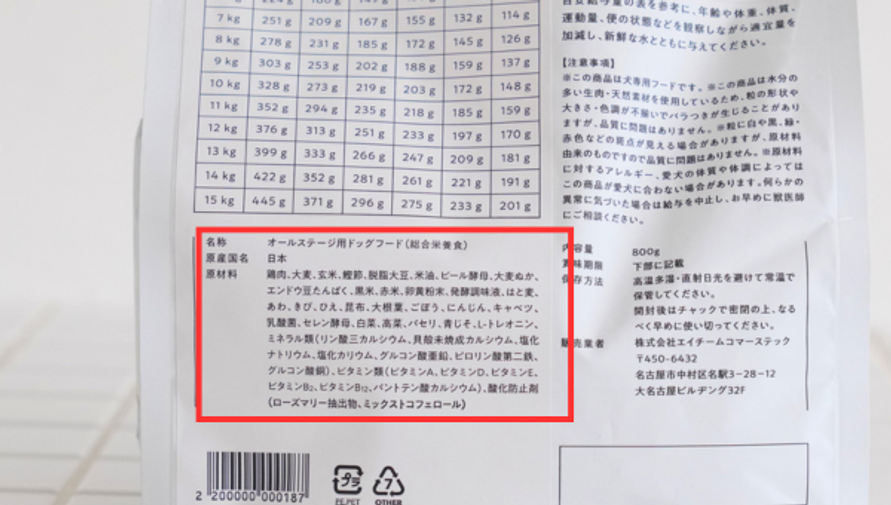 7 kg 251 g 209 g 167 g 155 g 132 g 114 g
8 kg 278 g 231 g 185 g 172 g 145 g 126 g
9 kg 303 g 253 g 202 g 188 g 159 g 137 g
10 kg 328 g 273 g 219 g 203 g 172 g 148 g
11 kg 352 g 294 g 235 g 218 g 185 g 159 g
12 kg 376 g 313 g 251 g 233 g 197 g 170 g
13 kg 399 g 333 g 266 g 247 g 209 g 181 g
14 kg 422 g 352 g 281 g 261 g 221 g 191 g
15 kg 445 g 371 g 296 g 275 g 233 g 201 g
目安給与量の表を参考に、年齢や体重、体質、
運動量、便の状態などを観察しながら適宜量を
加減し、新鮮な水とともに与えてください。
【注意事項】
※この商品は犬専用フードです。※この商品は水分の
多い生肉・天然素材を使用しているため、粒の形状や
大きさ・色調が不揃いでバラつきが生じることがあり
ますが、品質に問題はありません。※粒に白や黒、緑・
赤色などの斑点が見える場合がありますが、原材料
由来のものですので品質に問題はありません。※原材料
に対するアレルギー、愛犬の体質や体調によっては
この商品が愛犬に合わない場合があります。何らかの
異常に気づいた場合は給与を中止し、お早めに獣医師
にご相談ください。
名称 オールステージ用ドッグフード（総合栄養食）
原産国名 日本
原材料 鶏肉、大麦、玄米、鰹節、脱脂大豆、米油、ビール酵母、大麦ぬか、
エンドウ豆たんぱく、黒米、赤米、卵黄粉末、発酵調味液、はと麦、
あわ、きび、ひえ、昆布、大根葉、ごぼう、にんじん、キャベツ、
乳酸菌、セレン酵母、白菜、高菜、パセリ、青じそ、L-トレオニン、
ミネラル類（リン酸三カルシウム、貝殻未焼成カルシウム、塩化
ナトリウム、塩化カリウム、グルコン酸亜鉛、ピロリン酸第二鉄、
グルコン酸銅）、ビタミン類（ビタミンA、ビタミンD、ビタミンE、
ビタミンB₂、ビタミンB₁₂、パントテン酸カルシウム）、酸化防止剤
（ローズマリー抽出物、ミックストコフェロール）
内容量 800g
賞味期限 下部に記載
保存方法 高温多湿・直射日光を避けて常温で
保管してください。
開封後はチャックで密閉の上、なる
べく早めに使い切ってください。
販売業者 株式会社エイチームコマーステック
〒450-6432
名古屋市中村区名駅3-28-12
大名古屋ビルヂング32F
2 200000 000187
プラ
PE,PET
7
OTHER